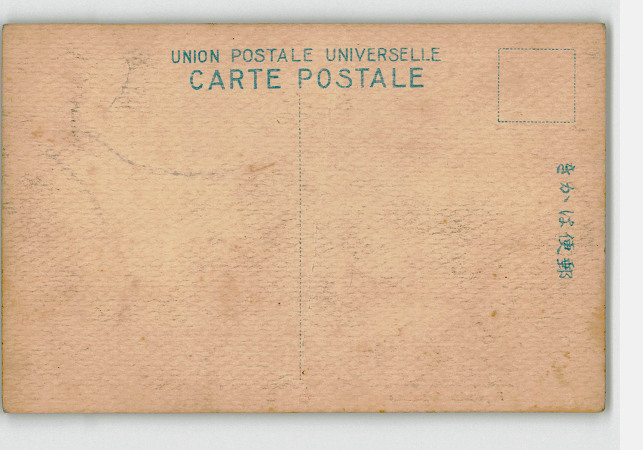 UNION POSTALE UNIVERSELLE
CARTE POSTALE
きかは便郵